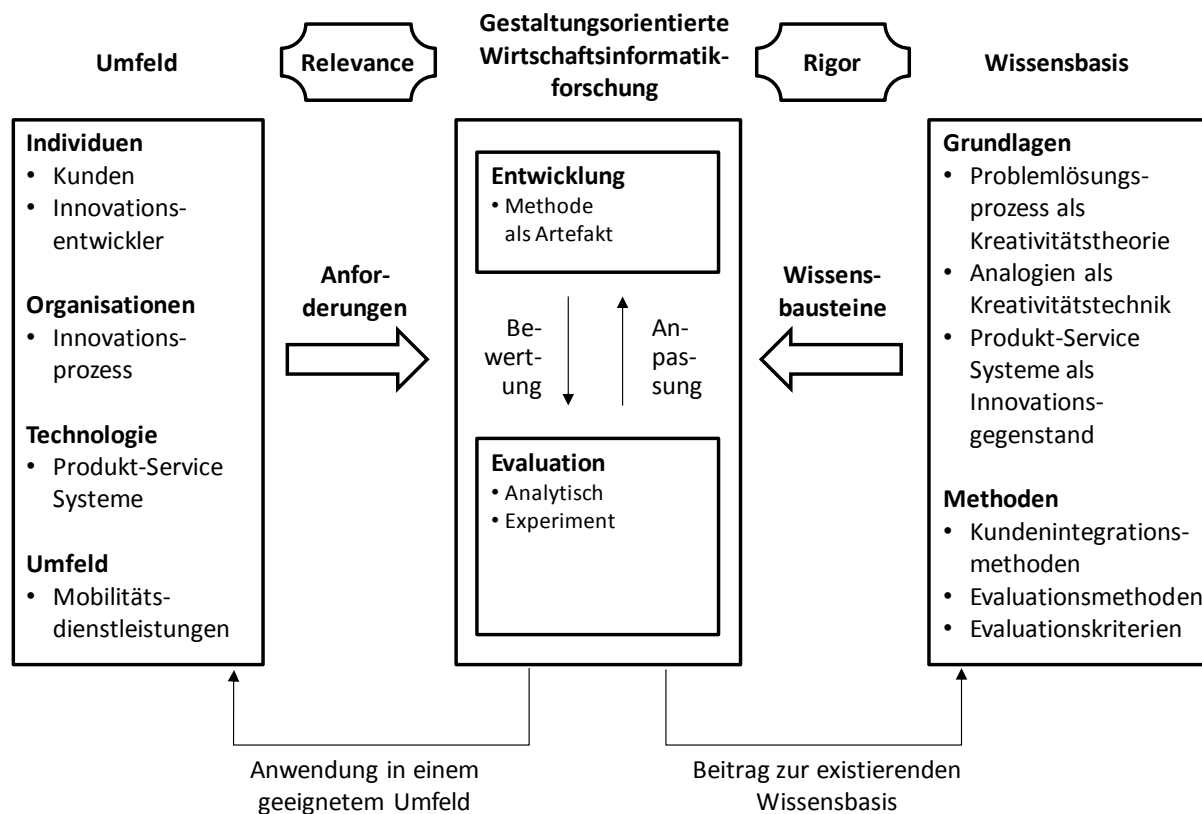 Umfeld
Relevance
Gestaltungsorientierte
Wirtschaftsinformatik-
forschung
Rigor
Wissensbasis
Individuen
• Kunden
• Innovations-
entwickler
Organisationen
• Innovations-
prozess
Technologie
• Produkt-Service
Systeme
Umfeld
• Mobilitäts-
dienstleistungen
Anfor-
derungen
Entwicklung
• Methode
als Artefakt
Be-
wert-
ung
An-
pas-
sung
Evaluation
• Analytisch
• Experiment
Wissens-
bausteine
Grundlagen
• Problemlösungs-
prozess als
Kreativitätstheorie
• Analogien als
Kreativitätstechnik
• Produkt-Service
Systeme als
Innovations-
gegenstand
Methoden
• Kundenintegrations-
methoden
• Evaluationsmethoden
• Evaluationskriterien
Anwendung in einem
geeignetem Umfeld
Beitrag zur existierenden
Wissensbasis